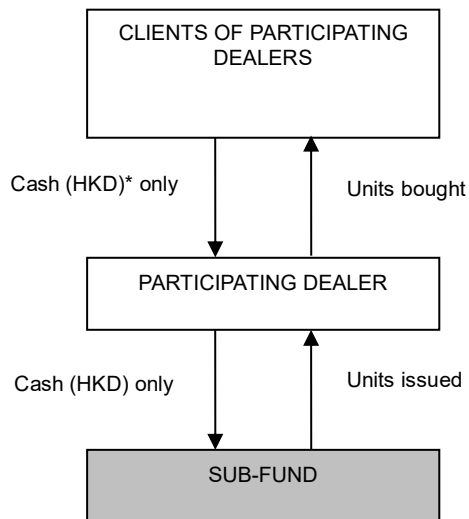 CLIENTS OF PARTICIPATING
DEALERS
Cash (HKD)* only
Units bought
PARTICIPATING DEALER
Cash (HKD) only
Units issued
SUB-FUND